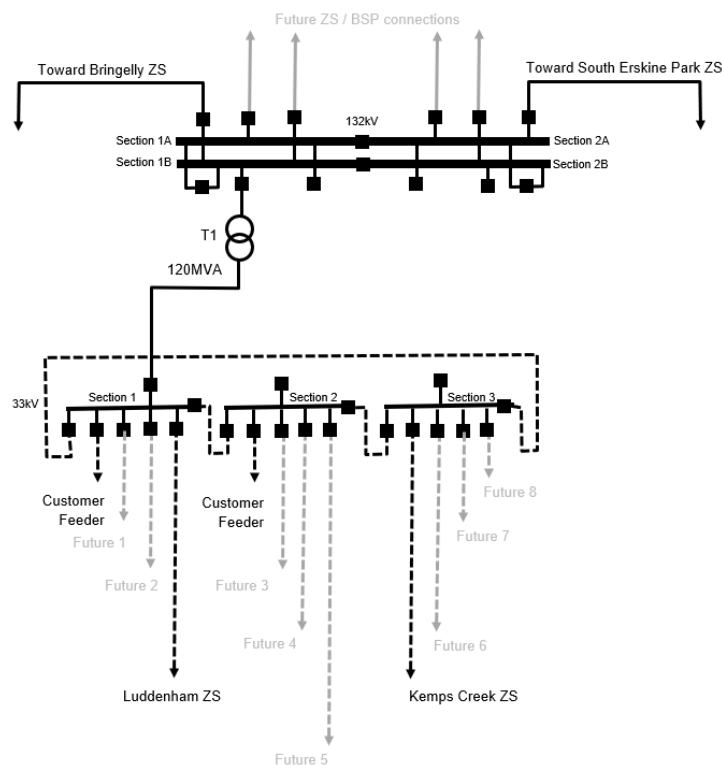 Future ZS / BSP connections
Toward Bringelly ZS
Toward South Erskine Park ZS
132kV
Section 1A
Section 2A
Section 1B
Section 2B
T1
120MVA
33kV
Section 1
Section 2
Section 3
Customer
Feeder
Customer
Feeder
Future 8
Future 1
Future 7
Future 2
Future 3
Future 4
Future 6
Luddenham ZS
Kemps Creek ZS
Future 5